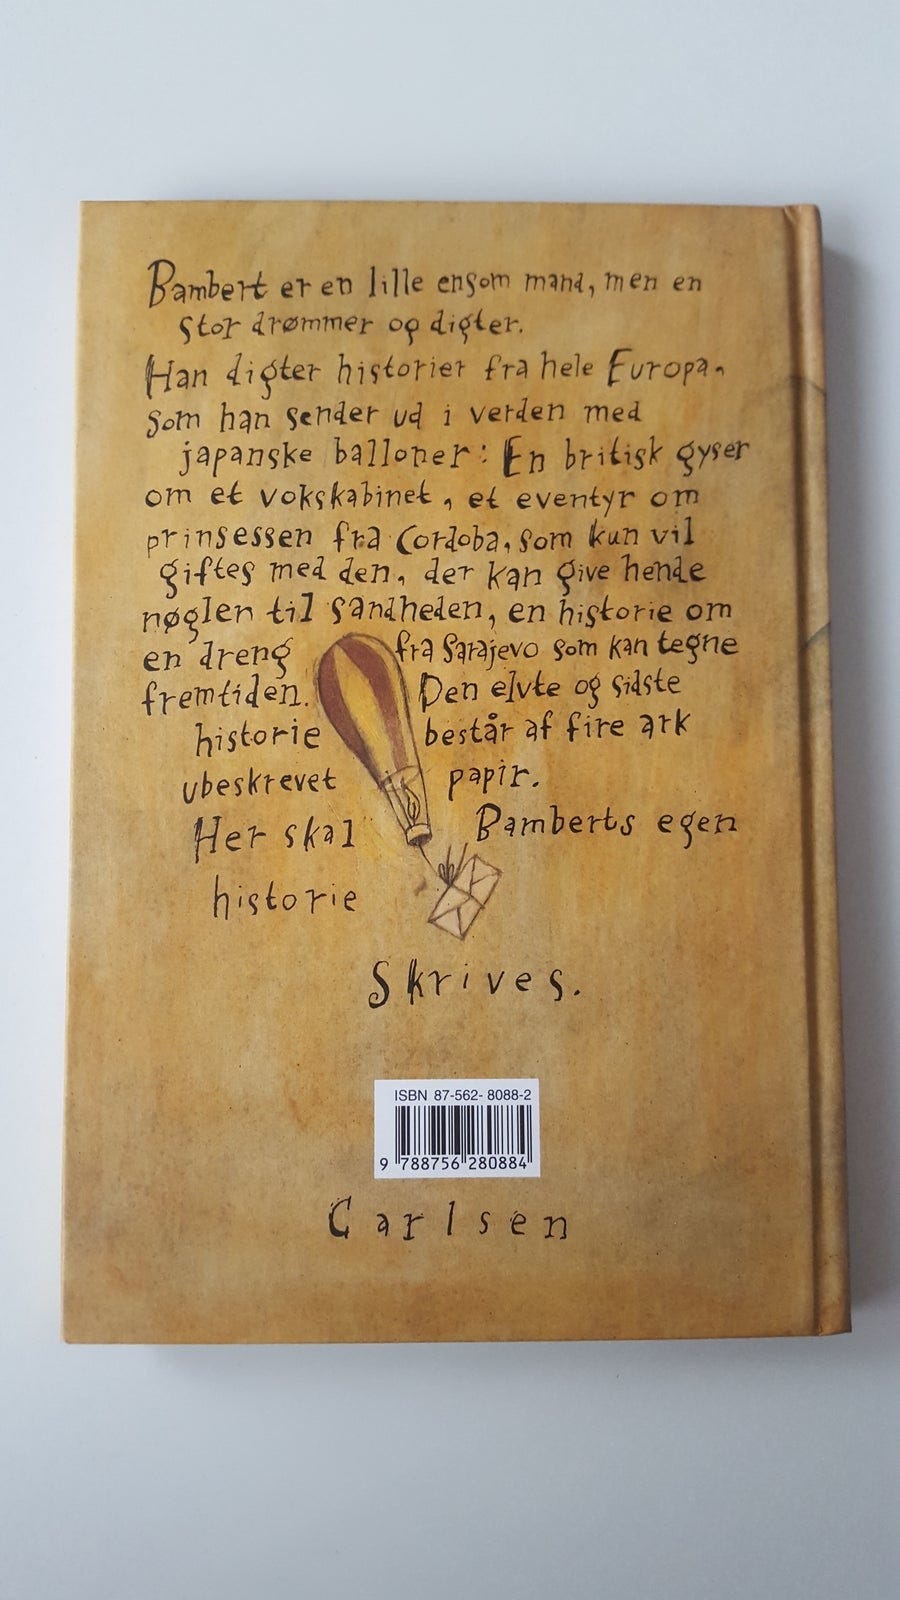 Bambert er en lille ensom mand, men en
stor drømmer og digter.
Han digter historier fra hele Europa,
som han sender ud i verden med
japanske balloner: En britisk gyser
om et vokskabinet, et eventyr om
prinsessen fra Cordoba, som kun vil
giftes med den, der kan give hende
nøglen til sandheden, en historie om
en dreng fra Sarajevo som kan tegne
fremtiden. Den elvte og sidste
historie består af fire ark
ubeskrevet papir.
Her skal Bamberts egen
historie
Skrives.
ISBN 87-562-8088-2
9 788756 280884
Carlsen